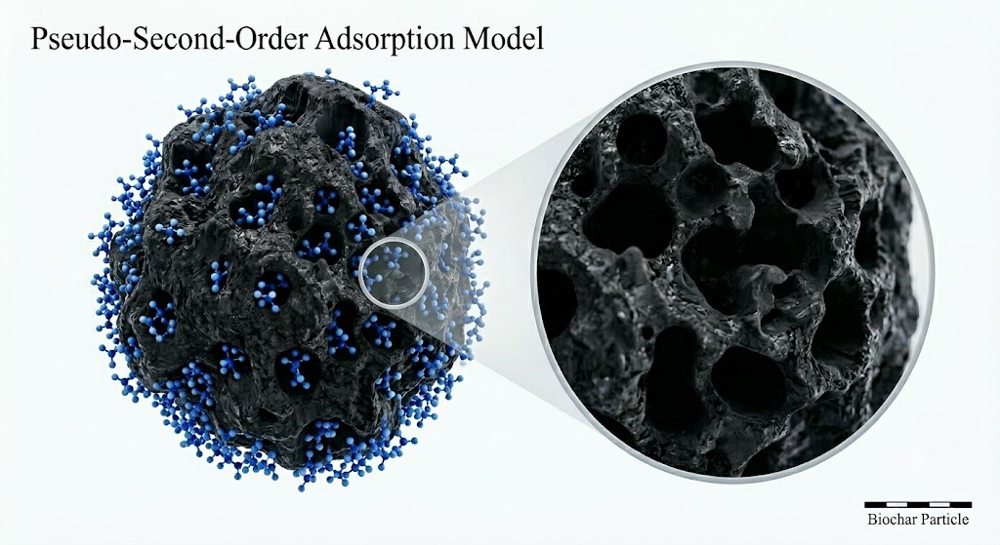 Pseudo-Second-Order Adsorption Model
Biochar Particle